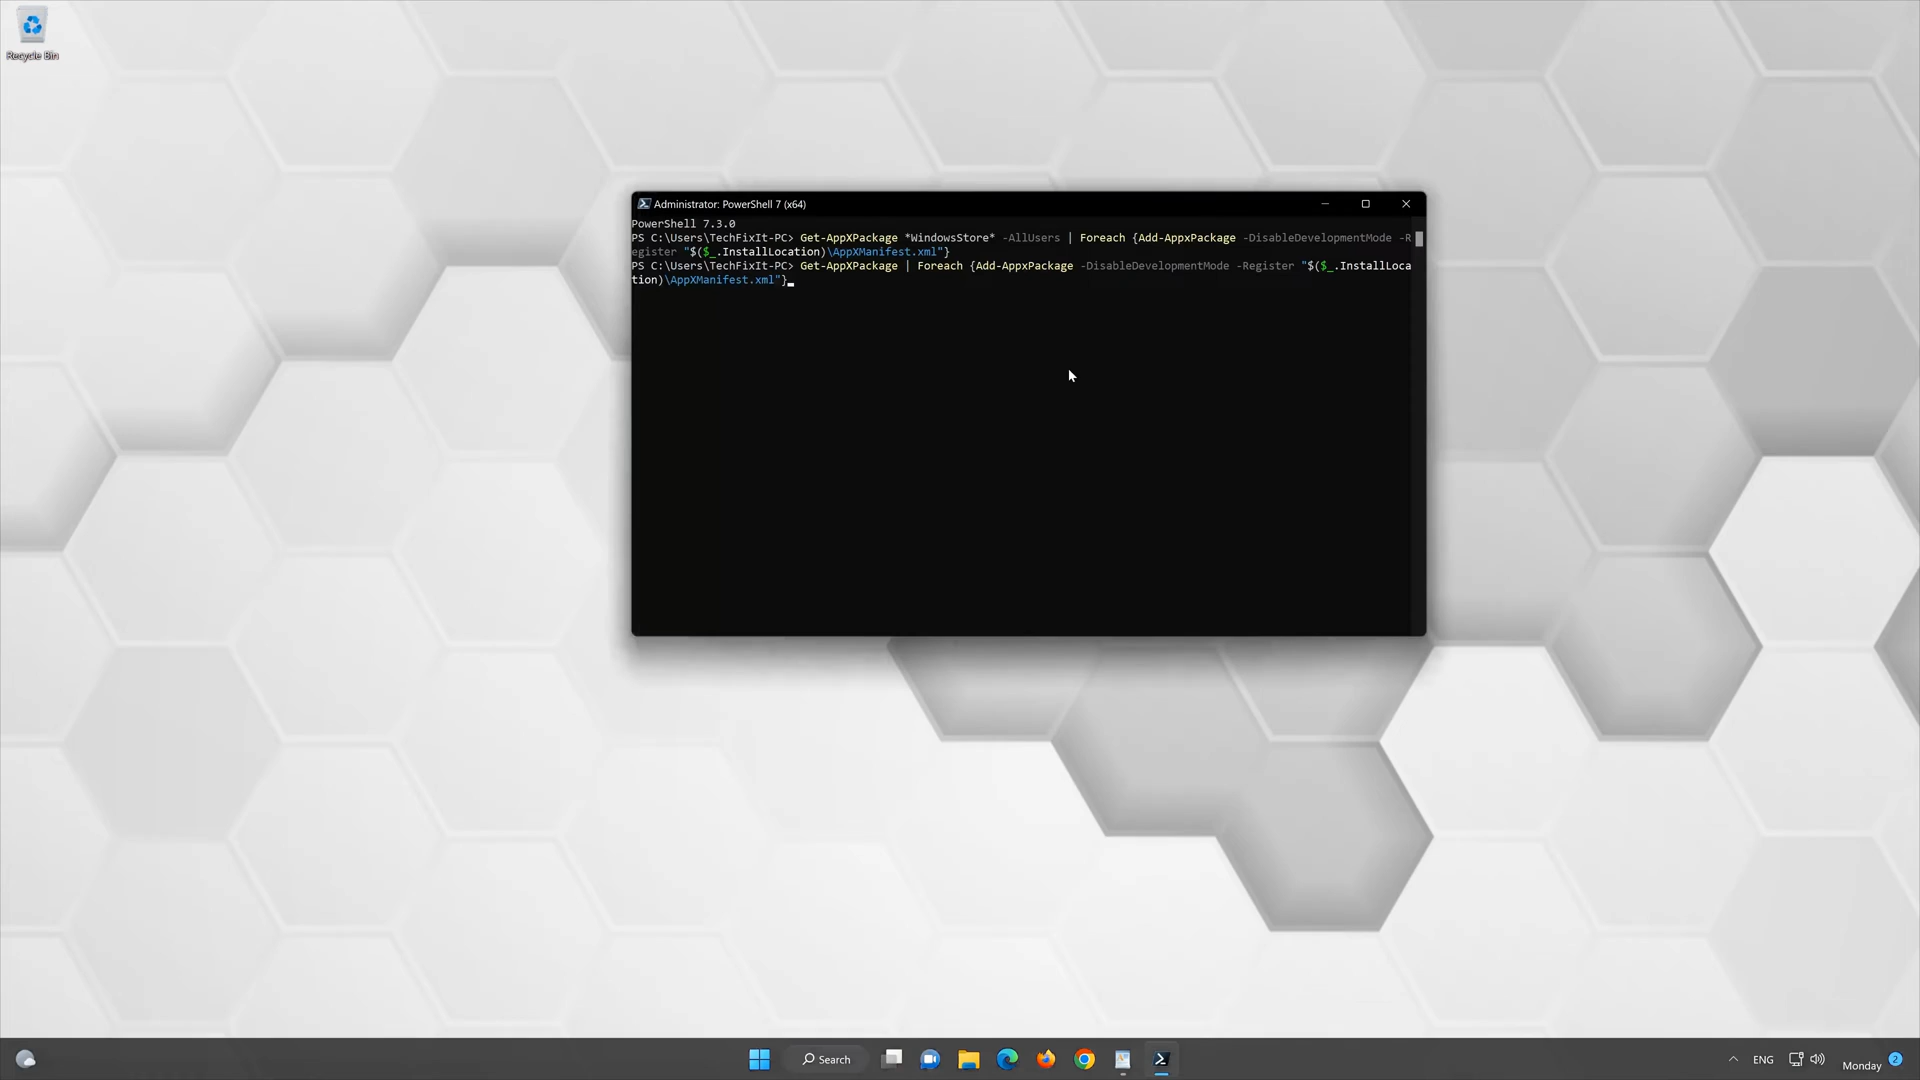 Recycle Bin
Administrator: PowerShell 7 (x64)
PowerShell 7.3.0
PS C:\Users\TechFixIt-PC> Get-AppXPackage *WindowsStore* -AllUsers | Foreach {Add-AppxPackage -DisableDevelopmentMode -R
egister "$($_.InstallLocation)\AppXManifest.xml"}
PS C:\Users\TechFixIt-PC> Get-AppXPackage | Foreach {Add-AppxPackage -DisableDevelopmentMode -Register "$($_.InstallLoca
tion)\AppXManifest.xml"}
Search
ENG
Monday
2